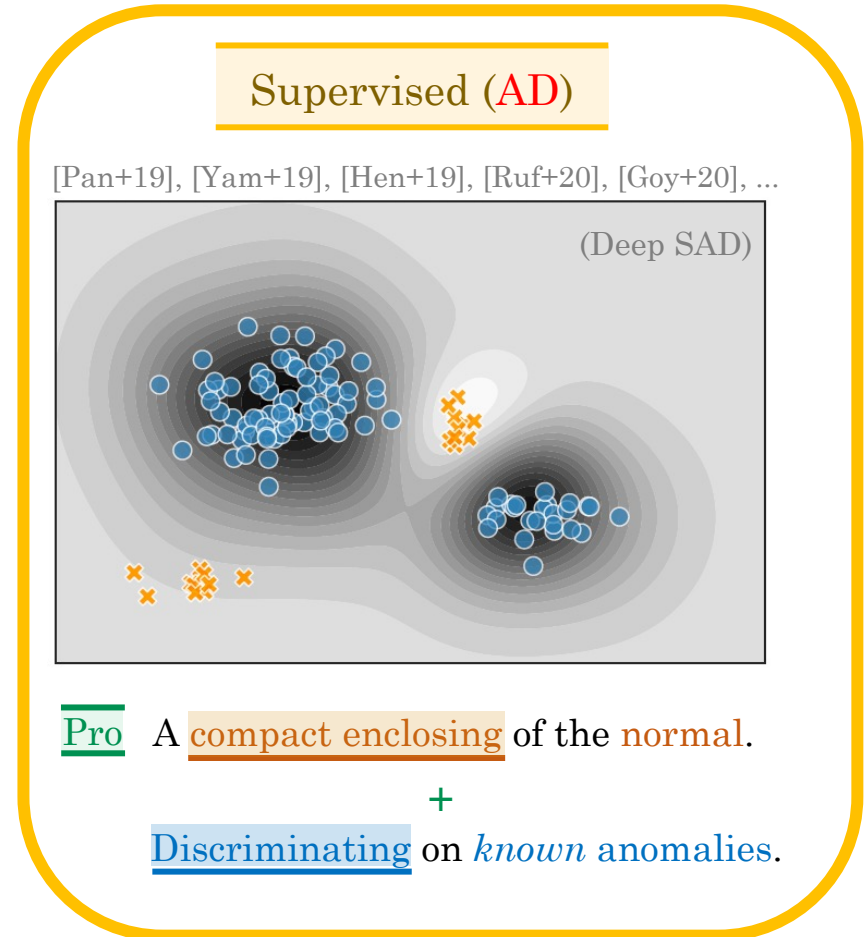 Supervised (AD)
[Pan+19], [Yam+19], [Hen+19], [Ruf+20], [Goy+20], ...
(Deep SAD)
Pro A compact enclosing of the normal.
+
Discriminating on known anomalies.